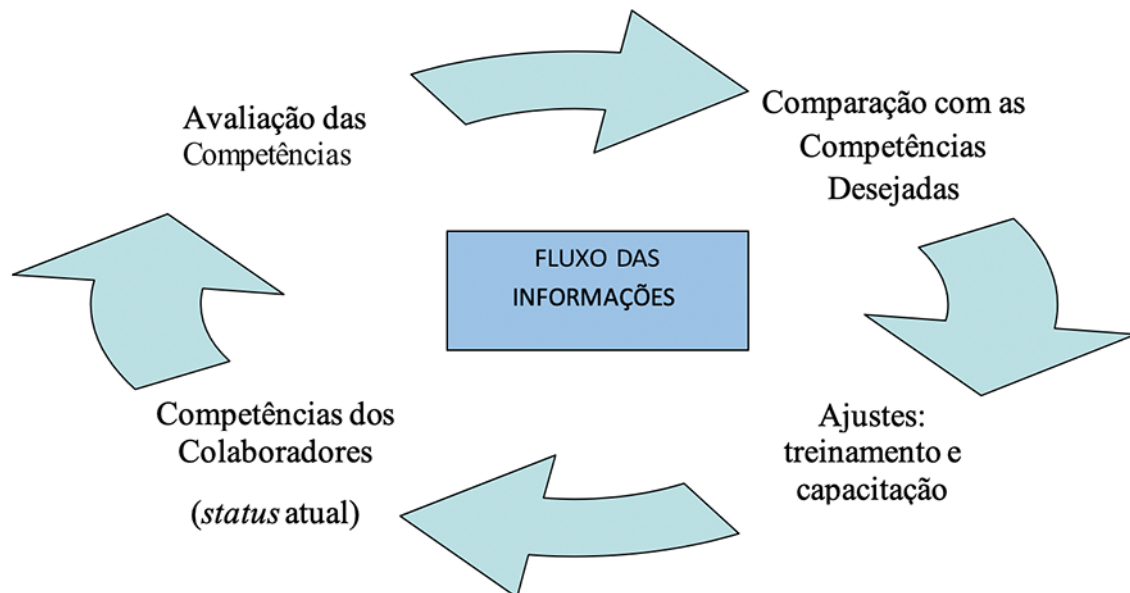 Avaliação das
Competências
Comparação com as
Competências
Desejadas
FLUXO DAS
INFORMAÇÕES
Competências dos
Colaboradores
(status atual)
Ajustes:
treinamento e
capacitação